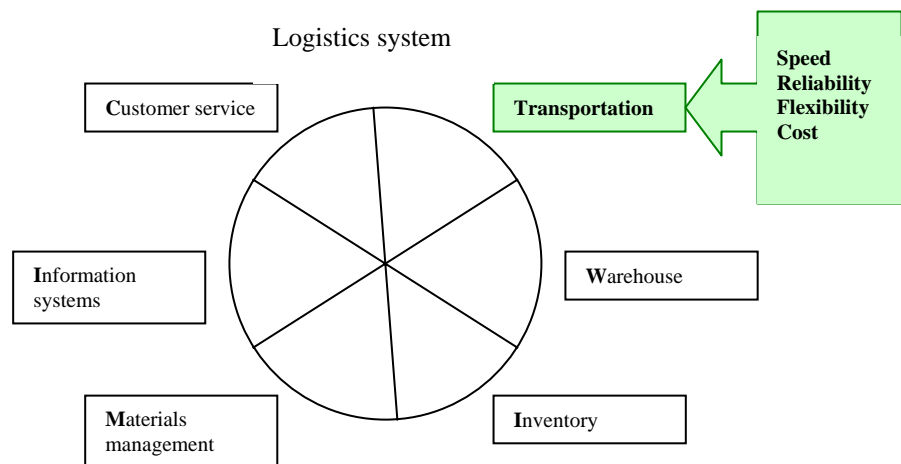 Logistics system
Customer service
Transportation
Speed
Reliability
Flexibility
Cost
Information
systems
Warehouse
Materials
management
Inventory